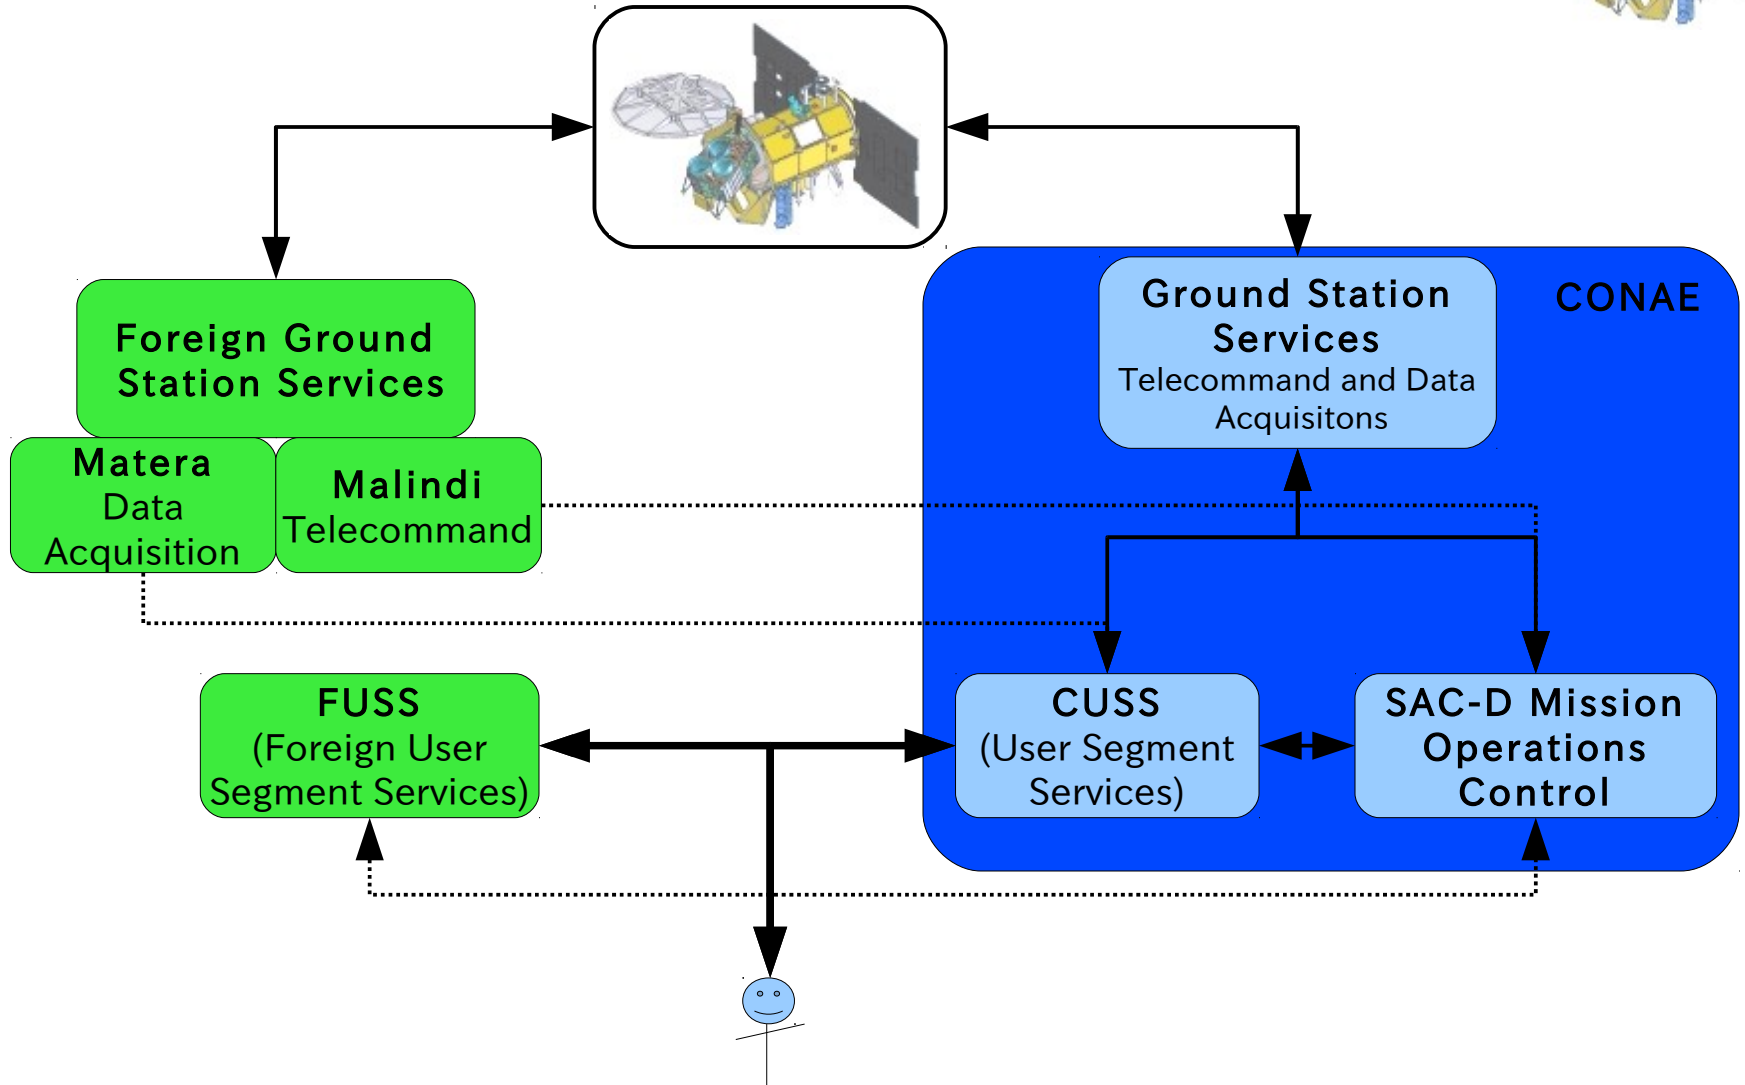 CONAE
Ground Station
Services
Telecommand and Data
Acquisitons
Foreign Ground
Station Services
Matera
Data
Acquisition
Malindi
Telecommand
FUSS
(Foreign User
Segment Services)
CUSS
(User Segment
Services)
SAC-D Mission
Operations
Control